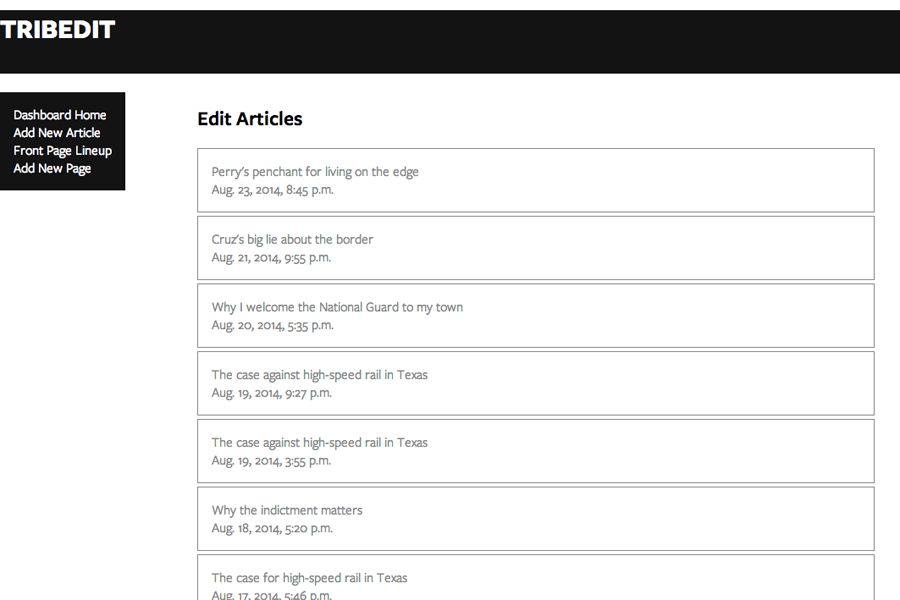 TRIBEDIT
Dashboard Home
Add New Article
Front Page Lineup
Add New Page
Edit Articles
Perry's penchant for living on the edge
Aug. 23, 2014, 8:45 p.m.
Cruz's big lie about the border
Aug. 21, 2014, 9:55 p.m.
Why I welcome the National Guard to my town
Aug. 20, 2014, 5:35 p.m.
The case against high-speed rail in Texas
Aug. 19, 2014, 9:27 p.m.
The case against high-speed rail in Texas
Aug. 19, 2014, 3:55 p.m.
Why the indictment matters
Aug. 18, 2014, 5:20 p.m.
The case for high-speed rail in Texas
Aug. 17, 2014, 5:46 p.m.